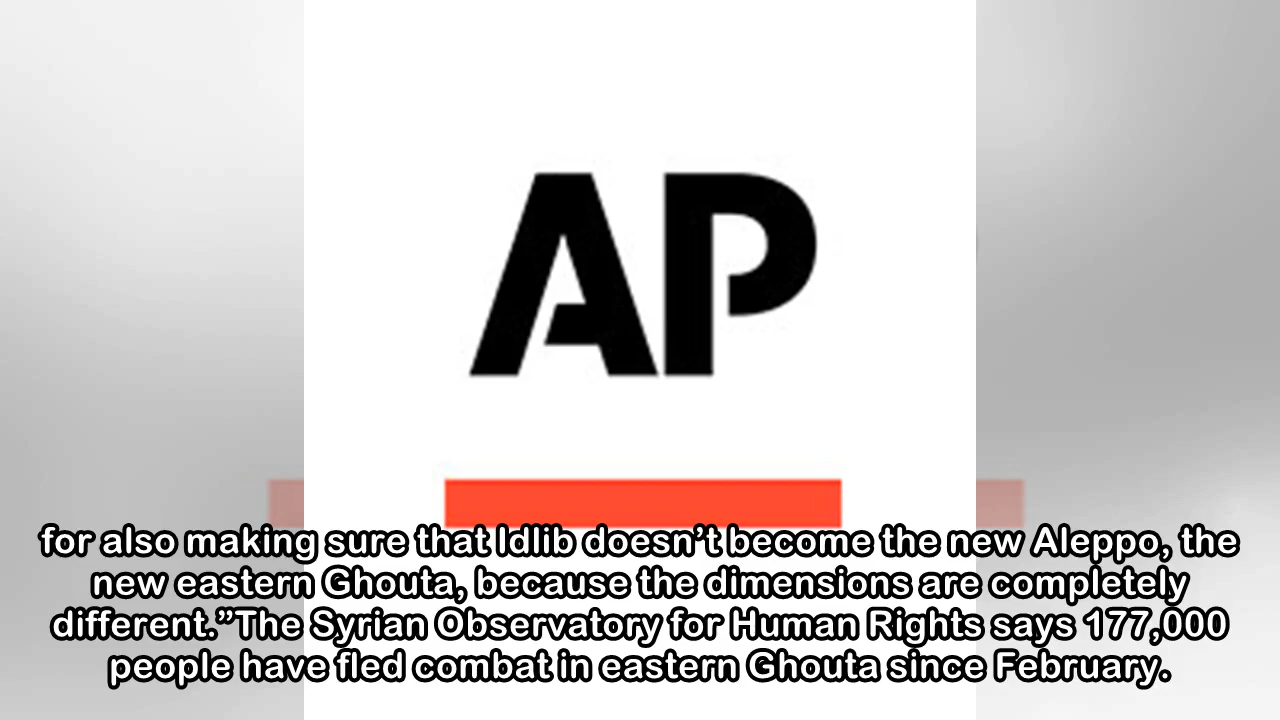 AP
for also making sure that Idlib doesn’t become the new Aleppo, the
new eastern Ghouta, because the dimensions are completely
different.”The Syrian Observatory for Human Rights says 177,000
people have fled combat in eastern Ghouta since February.